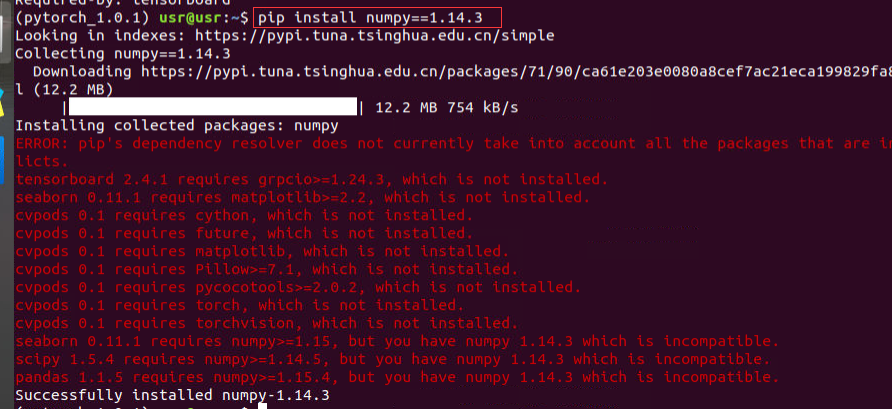 (pytorch_1.0.1) usr@usr:~$ pip install numpy==1.14.3
Looking in indexes: https://pypi.tuna.tsinghua.edu.cn/simple
Collecting numpy==1.14.3
Downloading https://pypi.tuna.tsinghua.edu.cn/packages/71/90/ca61e203e0080a8cef7ac21eca199829fa8
l (12.2 MB)
| | 12.2 MB 754 kB/s
Installing collected packages: numpy
ERROR: pip's dependency resolver does not currently take into account all the packages that are in
licts.
tensorboard 2.4.1 requires grpcio>=1.24.3, which is not installed.
seaborn 0.11.1 requires matplotlib>=2.2, which is not installed.
cvpods 0.1 requires cython, which is not installed.
cvpods 0.1 requires future, which is not installed.
cvpods 0.1 requires matplotlib, which is not installed.
cvpods 0.1 requires Pillow>=7.1, which is not installed.
cvpods 0.1 requires pycocotools>=2.0.2, which is not installed.
cvpods 0.1 requires torch, which is not installed.
cvpods 0.1 requires torchvision, which is not installed.
seaborn 0.11.1 requires numpy>=1.15, but you have numpy 1.14.3 which is incompatible.
scipy 1.5.4 requires numpy>=1.14.5, but you have numpy 1.14.3 which is incompatible.
pandas 1.1.5 requires numpy>=1.15.4, but you have numpy 1.14.3 which is incompatible.
Successfully installed numpy-1.14.3